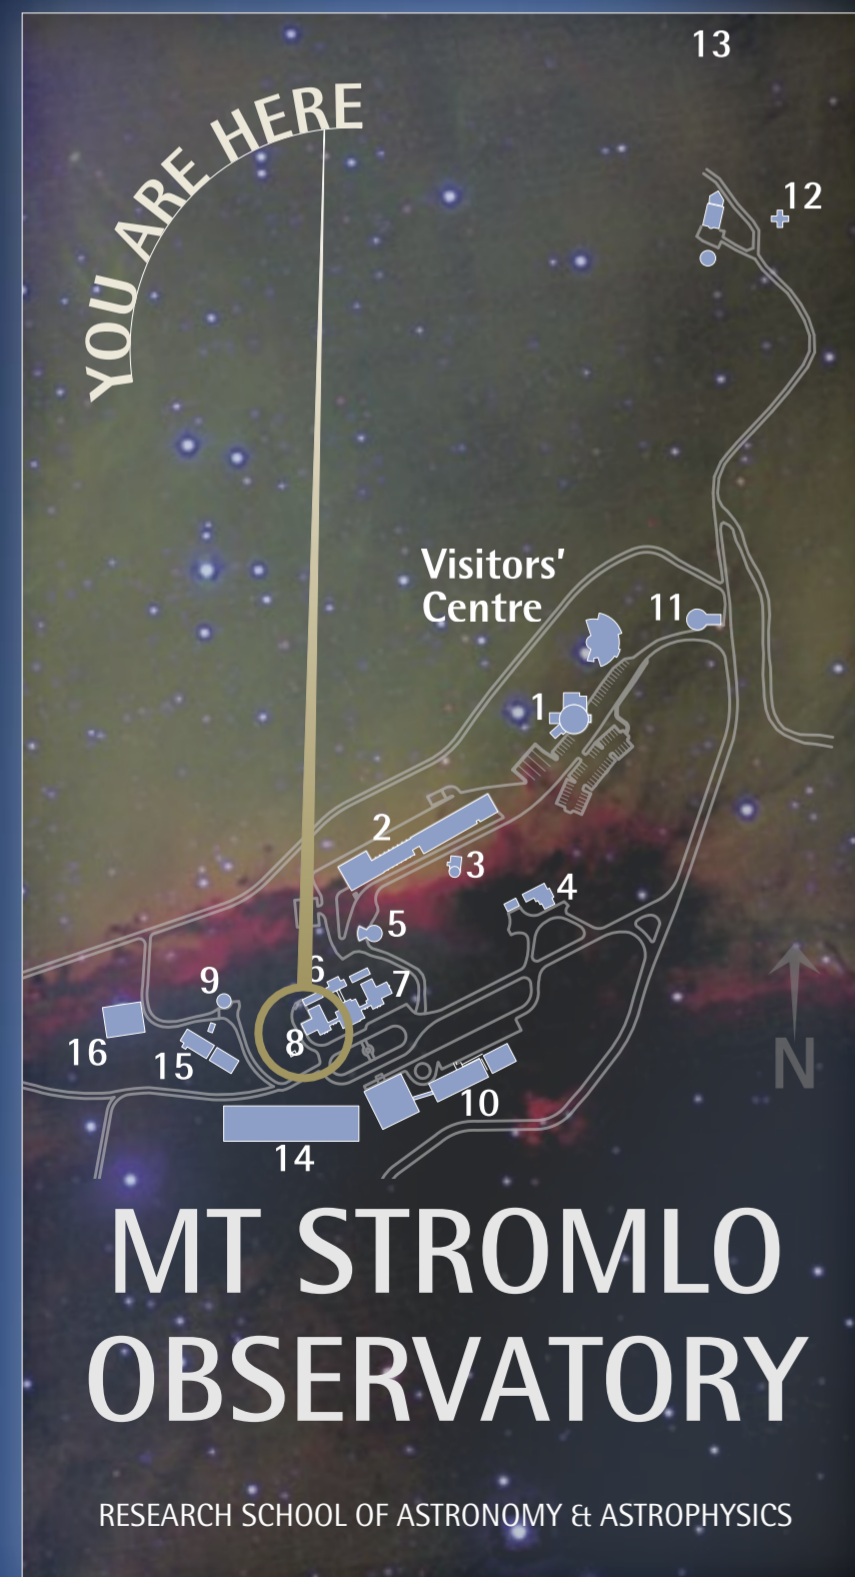 13
YOU ARE HERE
12
Visitors'
Centre
11
1
2
3
4
5
6
7
9
8
16
15
10
14
N
MT STROMLO
OBSERVATORY
RESEARCH SCHOOL OF ASTRONOMY & ASTROPHYSICS